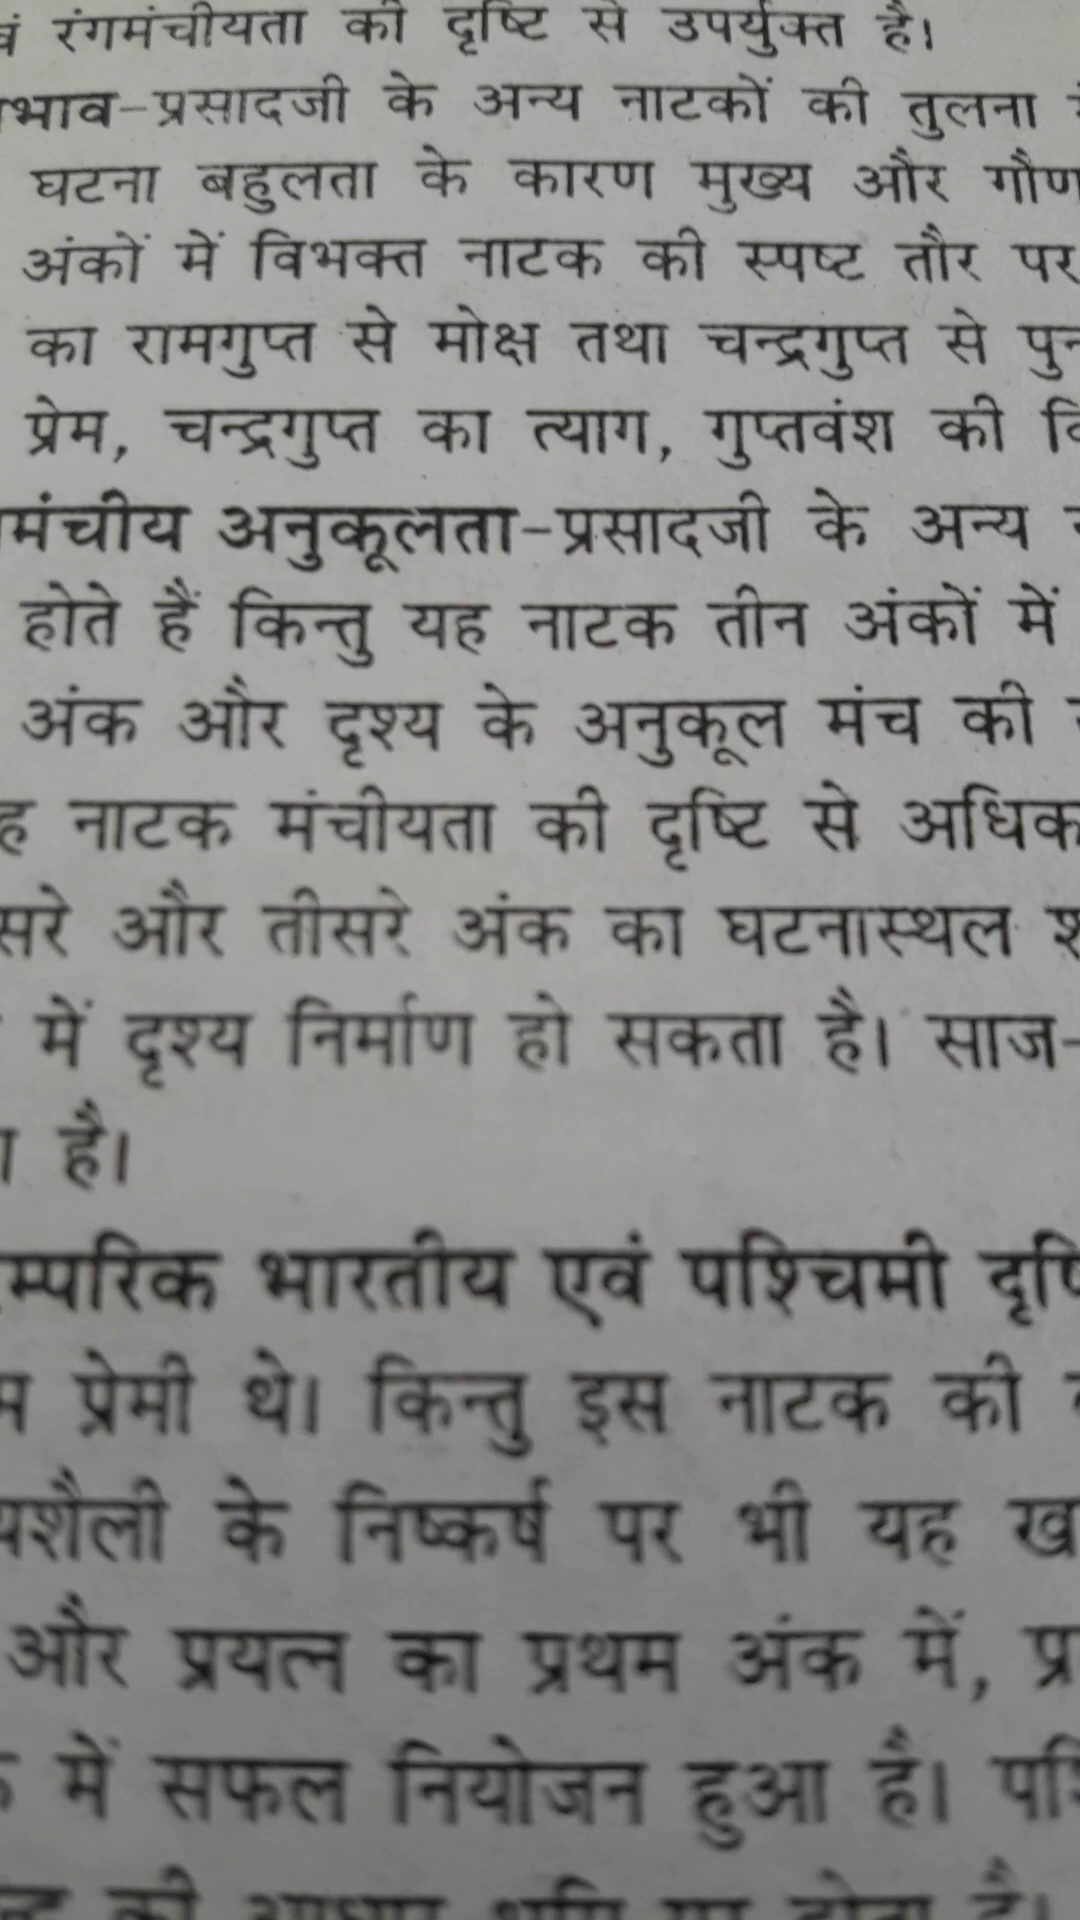 रंगमंचीयता की दृष्टि से उपर्युक्त है।
भाव-प्रसादजी के अन्य नाटकों की तुलना
घटना बहुलता के कारण मुख्य और गौण
अंकों में विभक्त नाटक की स्पष्ट तौर पर
का रामगुप्त से मोक्ष तथा चन्द्रगुप्त से
प्रेम, चन्द्रगुप्त का त्याग, गुप्तवंश की
मंचीय अनुकूलता-प्रसादजी के अन्य
होते हैं किन्तु यह नाटक तीन अंकों में
अंक और दृश्य के अनुकूल मंच की
ह नाटक मंचीयता की दृष्टि से अधिक
सरे और तीसरे अंक का घटनास्थल
में दृश्य निर्माण हो सकता है। साज-
है।
म्परिक भारतीय एवं पश्चिमी
प्रेमी थे। किन्तु इस नाटक की
शैली के निष्कर्ष पर भी यह
और प्रयत्न का प्रथम अंक में,
में सफल नियोजन हुआ है।